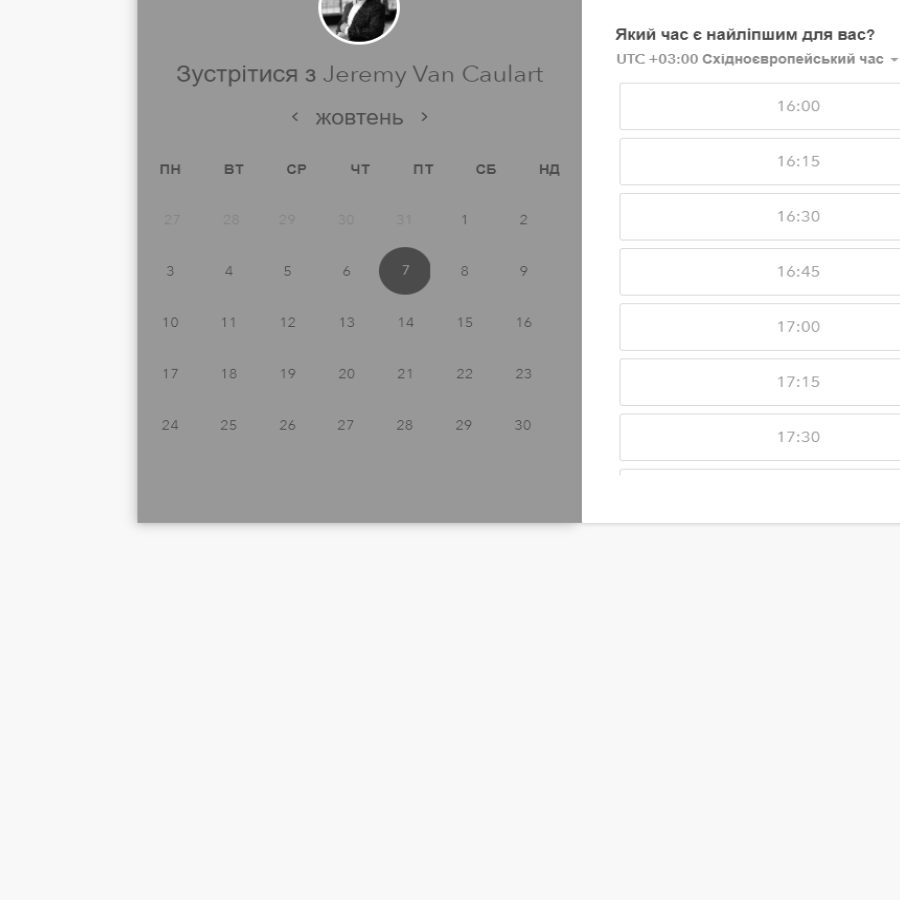 Зустрітися з Jeremy Van Caulart
< жовтень >
ПН ВТ СР ЧТ ПТ СБ НД
27 28 29 30 31 1 2
3 4 5 6 7 8 9
10 11 12 13 14 15 16
17 18 19 20 21 22 23
24 25 26 27 28 29 30
Який час є найліпшим для вас?
UTC +03:00 Східноєвропейський час
16:00
16:15
16:30
16:45
17:00
17:15
17:30